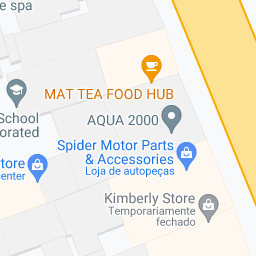 e spa
MAT TEA FOOD HUB
School
orated
AQUA 2000
Spider Motor Parts
& Accessories
Loja de autopeças
tore
enter
Kimberly Store
Temporariamente
fechado